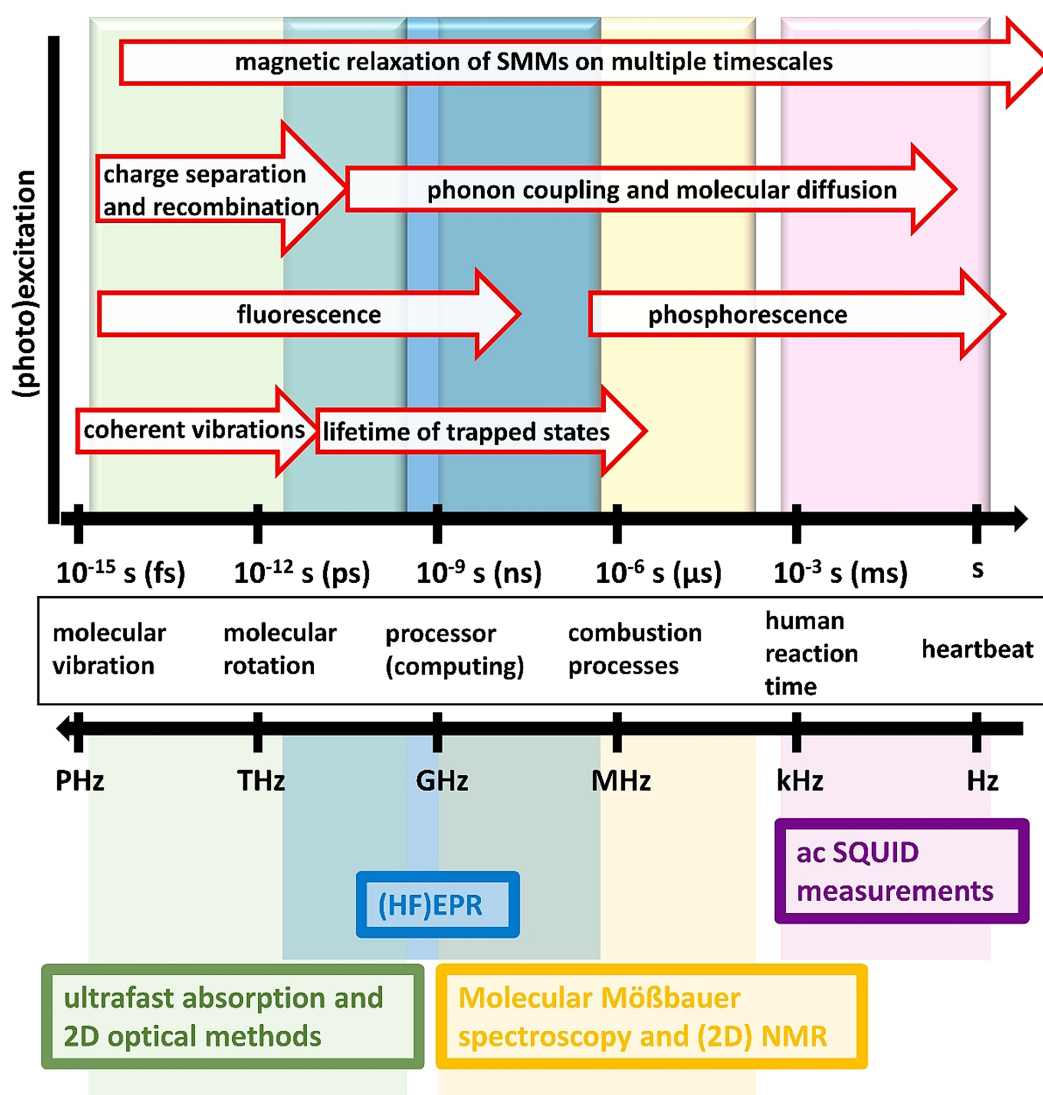 magnetic relaxation of SMMs on multiple timescales
charge separation
and recombination
phonon coupling and molecular diffusion
(photo)excitation
fluorescence
phosphorescence
coherent vibrations
lifetime of trapped states
10⁻¹⁵ s (fs)
10⁻¹² s (ps)
10⁻⁹ s (ns)
10⁻⁶ s (μs)
10⁻³ s (ms)
s
molecular
vibration
molecular
rotation
processor
(computing)
combustion
processes
human
reaction
time
heartbeat
PHz
THz
GHz
MHz
kHz
Hz
ac SQUID
measurements
(HF)EPR
ultrafast absorption and
2D optical methods
Molecular Mößbauer
spectroscopy and (2D) NMR